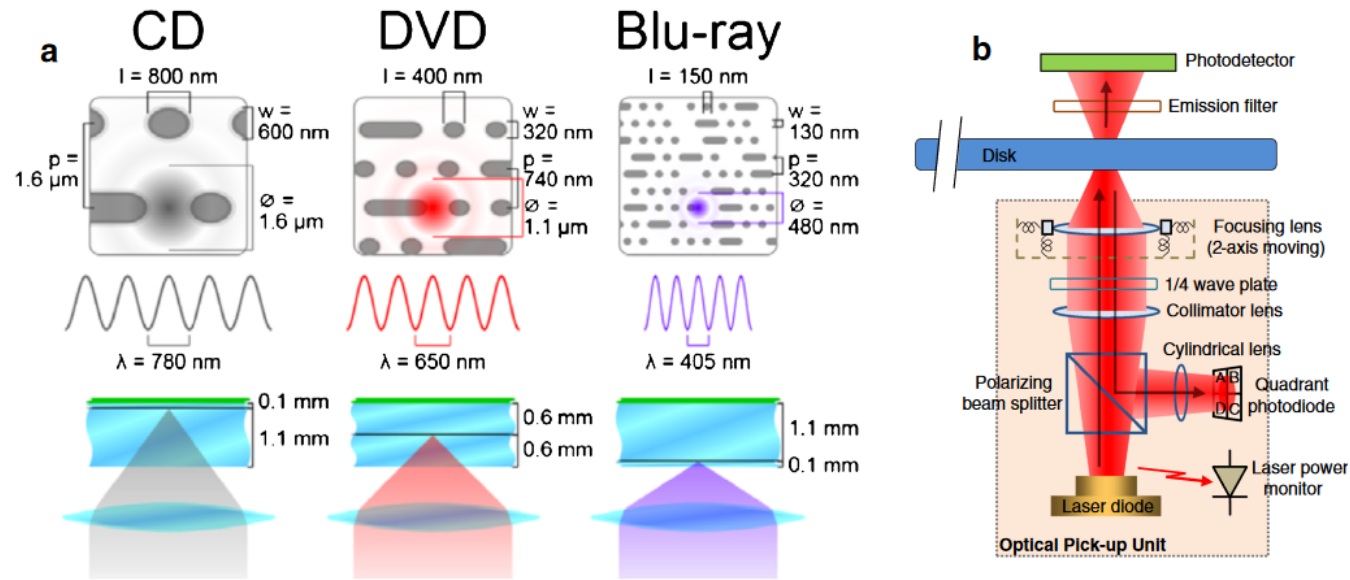 a
CD
l = 800 nm
w =
600 nm
p =
1.6 µm
Ø =
1.6 µm
λ = 780 nm
0.1 mm
1.1 mm
DVD
l = 400 nm
w =
320 nm
p =
740 nm
Ø =
1.1 µm
λ = 650 nm
0.6 mm
0.6 mm
Blu-ray
l = 150 nm
w =
130 nm
p =
320 nm
Ø =
480 nm
λ = 405 nm
1.1 mm
0.1 mm
b
Photodetector
Emission filter
Disk
Focusing lens
(2-axis moving)
1/4 wave plate
Collimator lens
Cylindrical lens
Polarizing
beam splitter
A B
D C
Quadrant
photodiode
Laser power
monitor
Laser diode
Optical Pick-up Unit